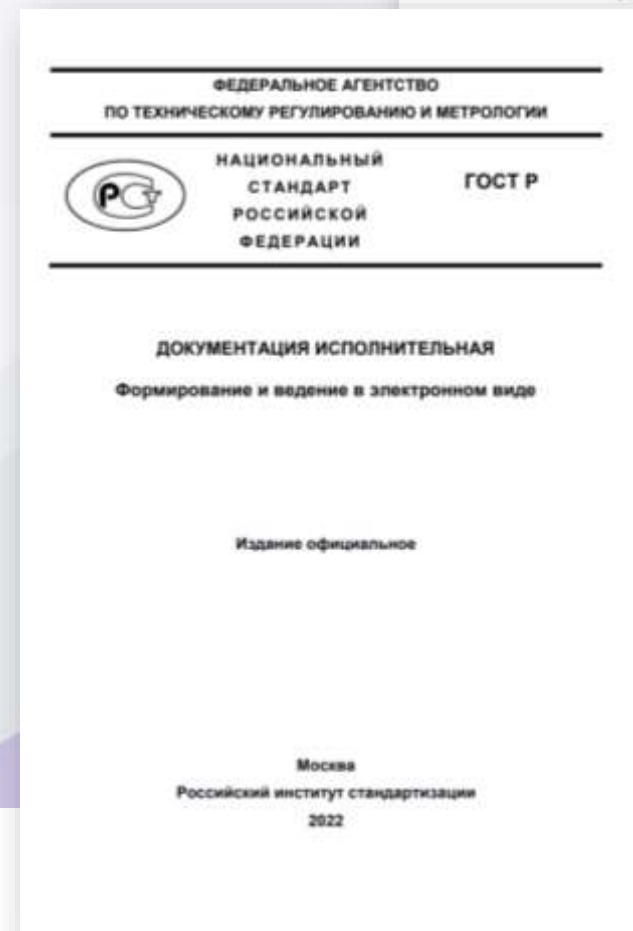 ФЕДЕРАЛЬНОЕ АГЕНТСТВО
ПО ТЕХНИЧЕСКОМУ РЕГУЛИРОВАНИЮ И МЕТРОЛОГИИ
НАЦИОНАЛЬНЫЙ
СТАНДАРТ
РОССИЙСКОЙ
ФЕДЕРАЦИИ
ГОСТ Р
ДОКУМЕНТАЦИЯ ИСПОЛНИТЕЛЬНАЯ
Формирование и ведение в электронном виде
Издание официальное
Москва
Российский институт стандартизации
2022